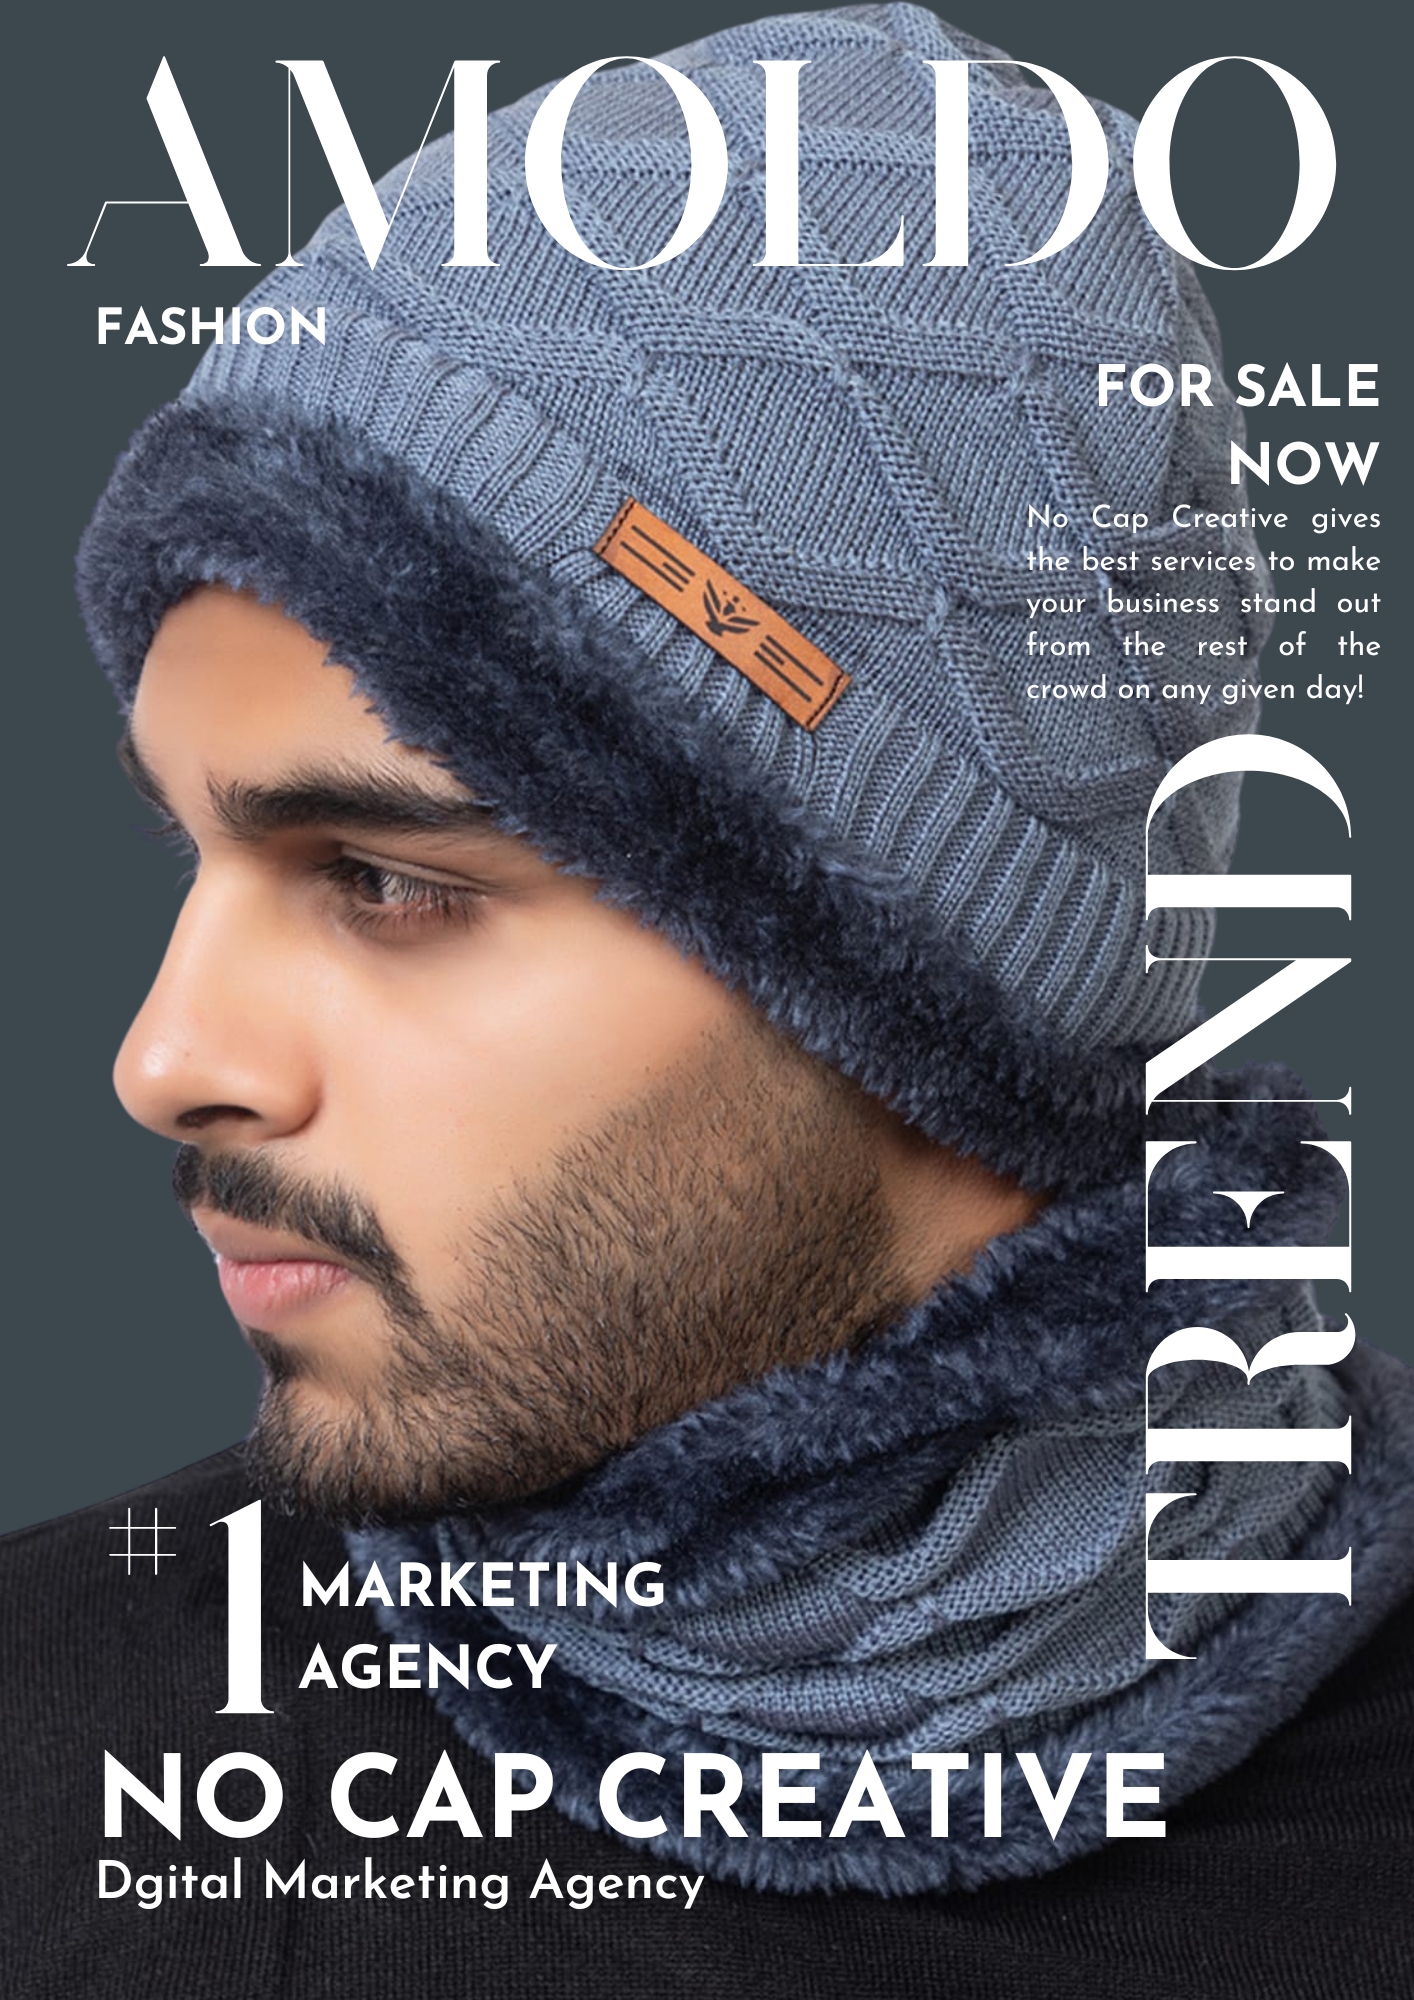 AMOLDO
FASHION
FOR SALE
NOW
No Cap Creative gives
the best services to make
your business stand out
from the rest of the
crowd on any given day!
TREND
#1
MARKETING
AGENCY
NO CAP CREATIVE
Dgital Marketing Agency